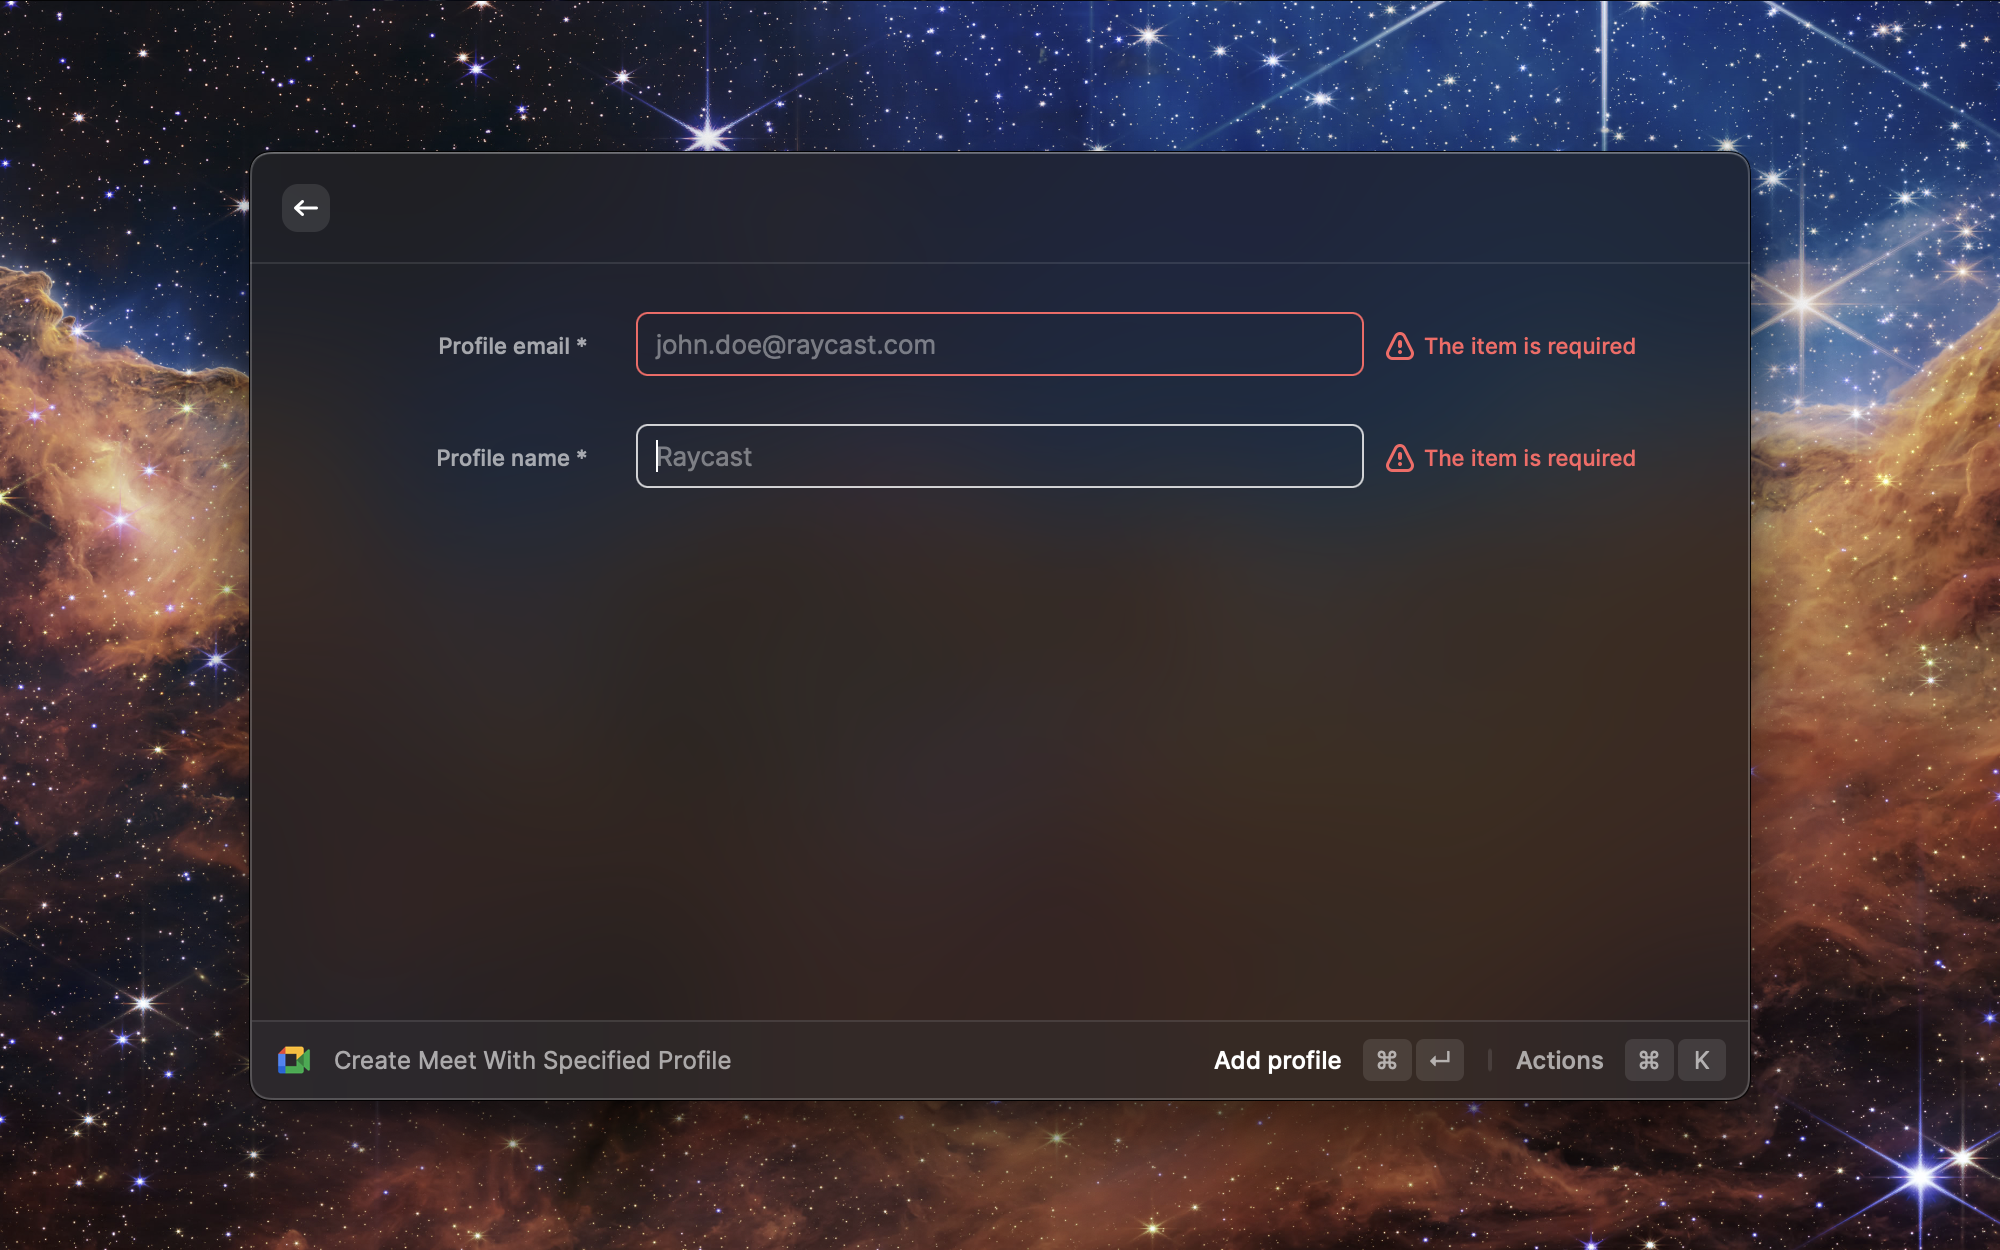 Profile email *
john.doe@raycast.com
The item is required
Profile name *
Raycast
The item is required
Create Meet With Specified Profile
Add profile ⌘ ↵
Actions ⌘ K